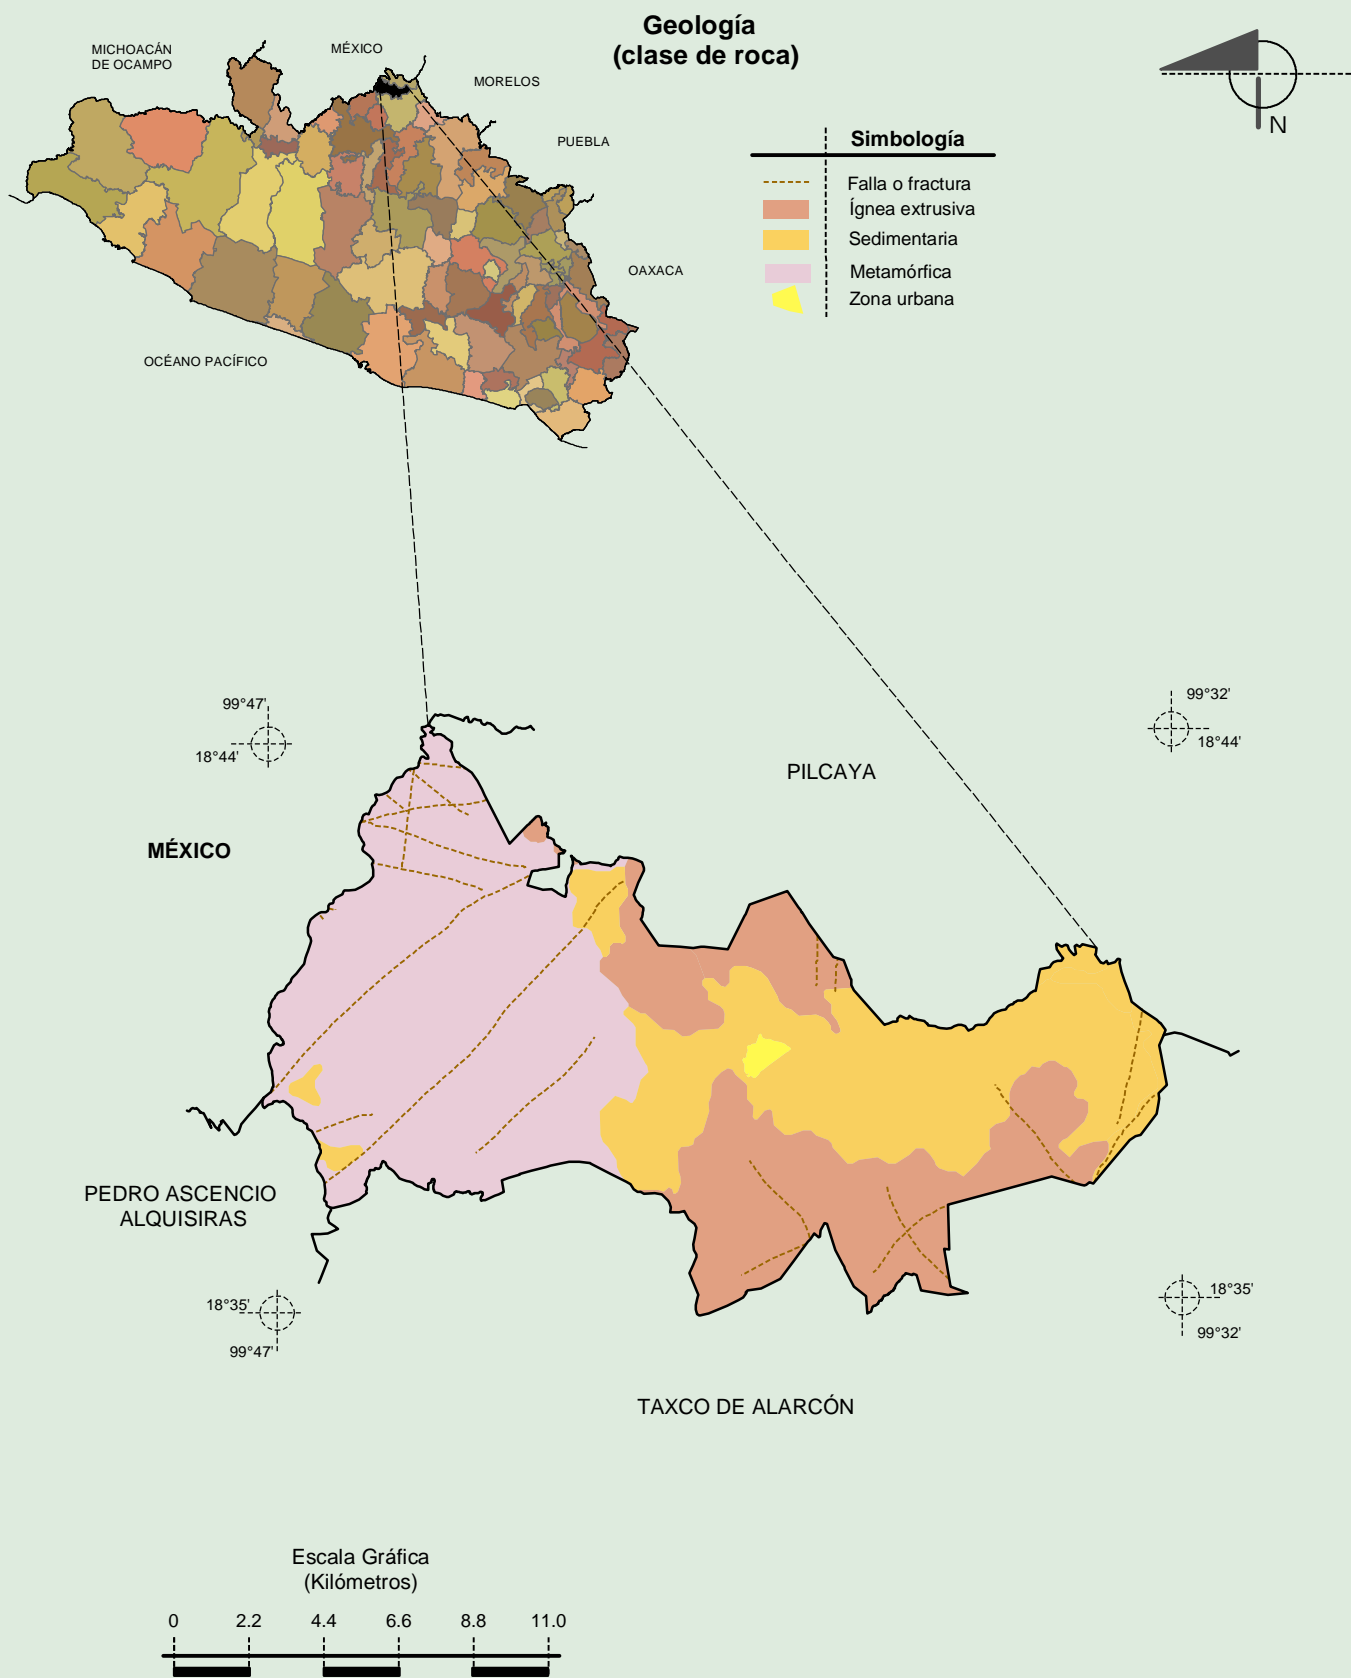 Geología
(clase de roca)
MICHOACÁN
DE OCAMPO
MÉXICO
MORELOS
PUEBLA
OAXACA
OCÉANO PACÍFICO
N
Simbología
Falla o fractura
Ígnea extrusiva
Sedimentaria
Metamórfica
Zona urbana
99°47'
18°44'
99°32'
18°44'
PILCAYA
MÉXICO
PEDRO ASCENCIO
ALQUISIRAS
18°35'
99°47'
18°35'
99°32'
TAXCO DE ALARCÓN
Escala Gráfica
(Kilómetros)
0 2.2 4.4 6.6 8.8 11.0